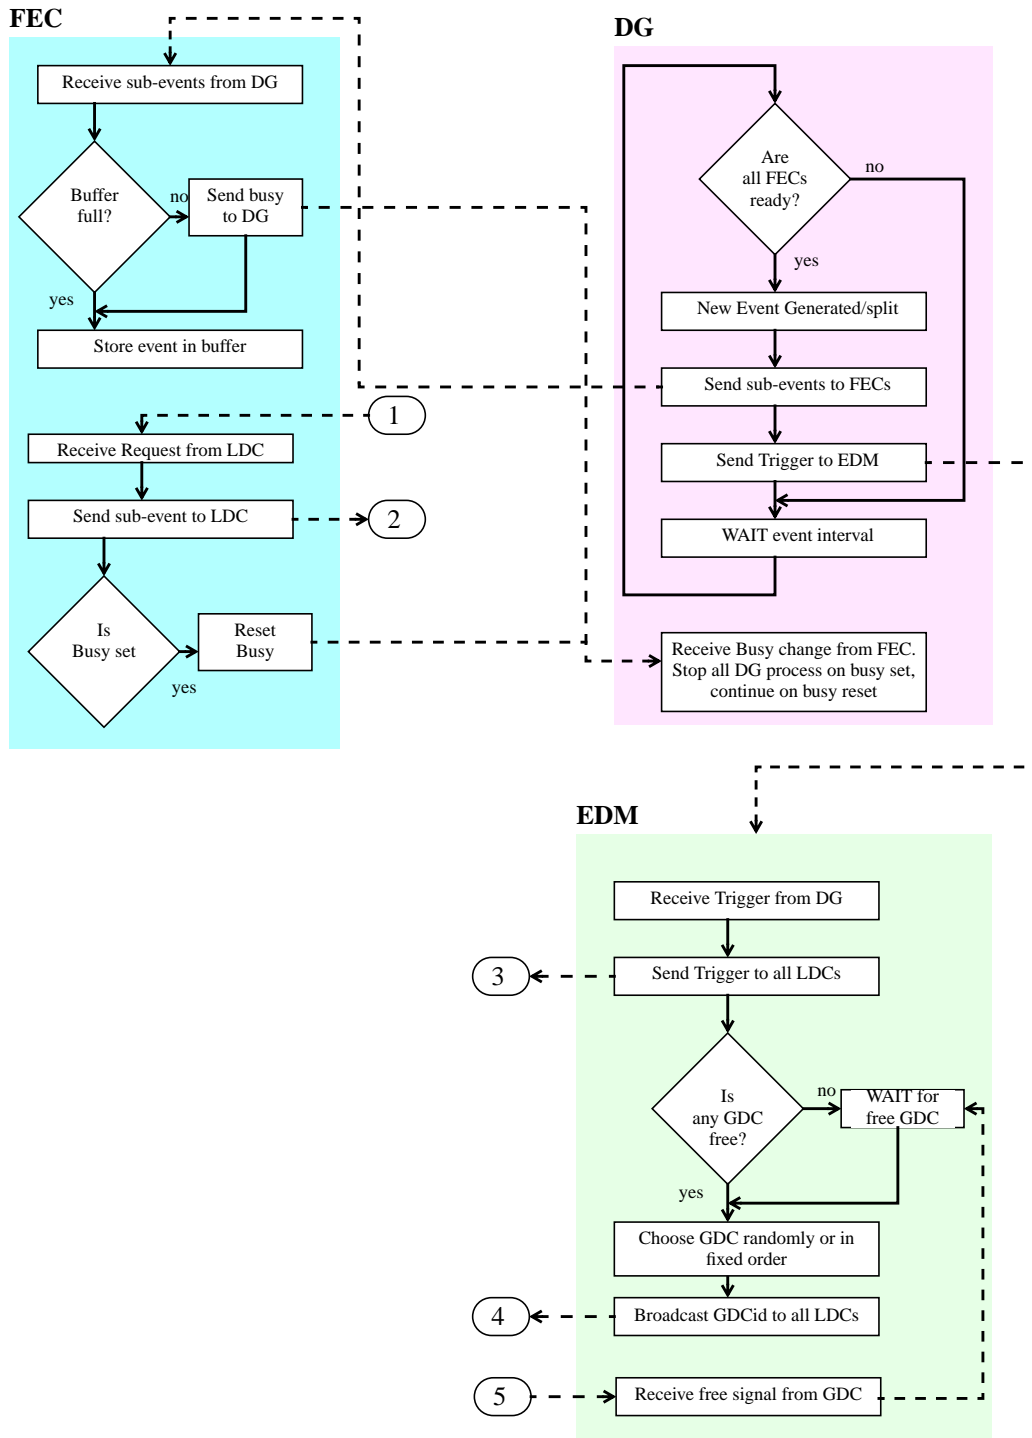 FEC
Receive sub-events from DG
Buffer
full?
no
Send busy
to DG
yes
Store event in buffer
1
Receive Request from LDC
Send sub-event to LDC
2
Is
Busy set
yes
Reset
Busy
DG
Are
all FECs
ready?
no
yes
New Event Generated/split
Send sub-events to FECs
Send Trigger to EDM
WAIT event interval
Receive Busy change from FEC.
Stop all DG process on busy set,
continue on busy reset
EDM
Receive Trigger from DG
3
Send Trigger to all LDCs
Is
any GDC
free?
no
WAIT for
free GDC
yes
Choose GDC randomly or in
fixed order
4
Broadcast GDCid to all LDCs
5
Receive free signal from GDC